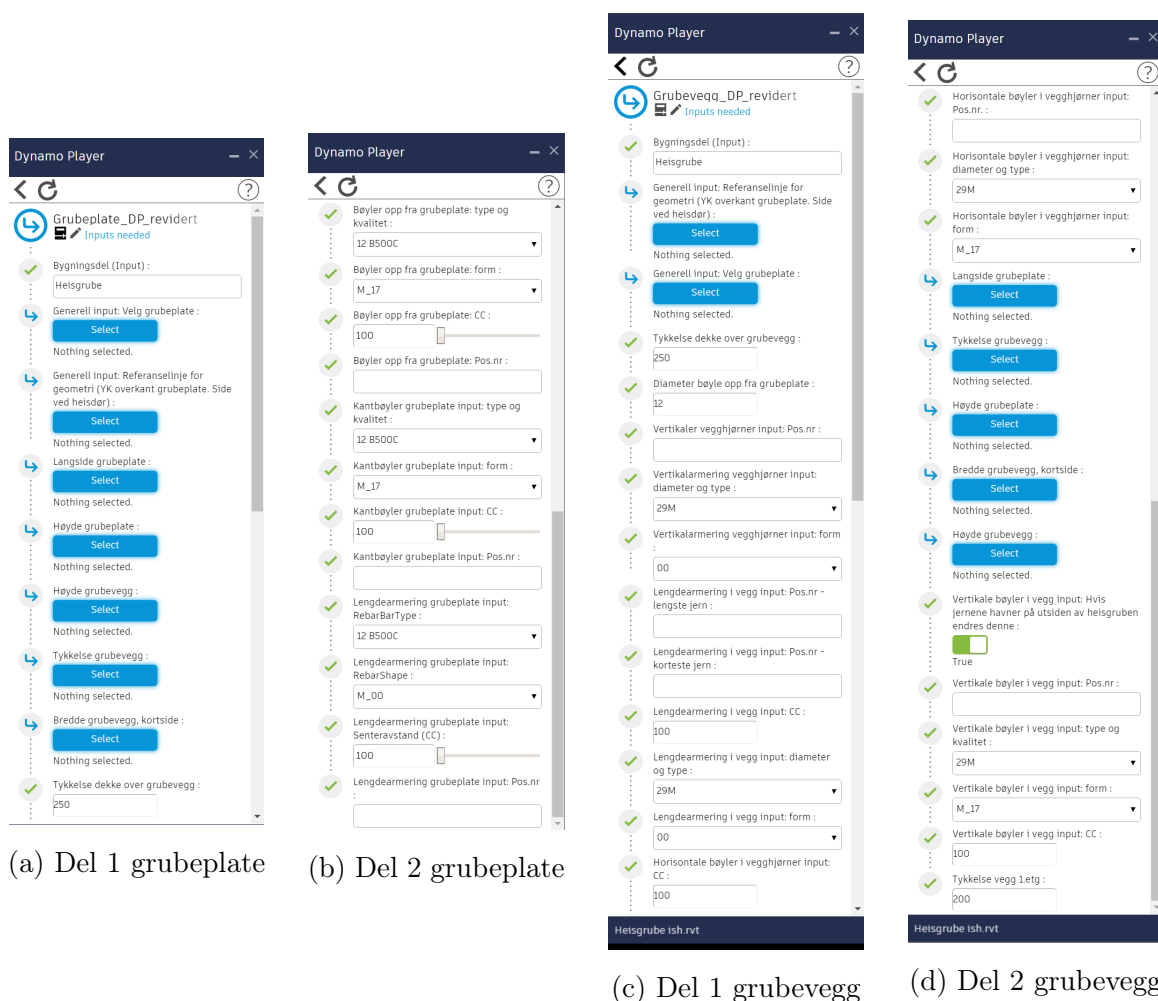 Dynamo Player
Grubeplate_DP_revidert
Inputs needed
Bygningsdel (Input) :
Heisgrube
Generell input: Velg grubeplate :
Select
Nothing selected.
Generell input: Referanselinje for
geometri (YK overkant grubeplate. Side
ved heisdør) :
Select
Nothing selected.
Langside grubeplate :
Select
Nothing selected.
Høyde grubeplate :
Select
Nothing selected.
Høyde grubevegg :
Select
Nothing selected.
Tykkelse grubevegg :
Select
Nothing selected.
Bredde grubevegg, kortside :
Select
Nothing selected.
Tykkelse dekke over grubevegg :
250
(a) Del 1 grubeplate
Dynamo Player
Bøyler opp fra grubeplate: type og
kvalitet :
12 B500C
Bøyler opp fra grubeplate: form :
M_17
Bøyler opp fra grubeplate: CC :
100
Bøyler opp fra grubeplate: Pos.nr :
Kantbøyler grubeplate input: type og
kvalitet :
12 B500C
Kantbøyler grubeplate input: form :
M_17
Kantbøyler grubeplate input: CC :
100
Kantbøyler grubeplate input: Pos.nr :
Lengdearmering grubeplate input:
RebarBarType :
12 B500C
Lengdearmering grubeplate input:
RebarShape :
M_00
Lengdearmering grubeplate input:
Senteravstand (CC) :
100
Lengdearmering grubeplate input: Pos.nr
:
(b) Del 2 grubeplate
Dynamo Player
Grubevegg_DP_revidert
Inputs needed
Bygningsdel (Input) :
Heisgrube
Generell input: Referanselinje for
geometri (YK overkant grubeplate. Side
ved heisdør) :
Select
Nothing selected.
Generell input: Velg grubeplate :
Select
Nothing selected.
Tykkelse dekke over grubevegg :
250
Diameter bøyle opp fra grubeplate :
12
Vertikaler vegghjørner input: Pos.nr :
Vertikalarmering vegghjørner input:
diameter og type :
29M
Vertikalarmering vegghjørner input: form
:
00
Lengdearmering i vegg input: Pos.nr -
lengste jern :
Lengdearmering i vegg input: Pos.nr -
korteste jern :
Lengdearmering i vegg input: CC :
100
Lengdearmering i vegg input: diameter
og type :
29M
Lengdearmering i vegg input: form :
00
Horisontale bøyler i vegghjørner input:
CC :
100
Heisgrube ish.rvt
(c) Del 1 grubevegg
Dynamo Player
Horisontale bøyler i vegghjørner input:
Pos.nr. :
Horisontale bøyler i vegghjørner input:
diameter og type :
29M
Horisontale bøyler i vegghjørner input:
form :
M_17
Langside grubeplate :
Select
Nothing selected.
Tykkelse grubevegg :
Select
Nothing selected.
Høyde grubeplate :
Select
Nothing selected.
Bredde grubevegg, kortside :
Select
Nothing selected.
Høyde grubevegg :
Select
Nothing selected.
Vertikale bøyler i vegg input: Hvis
jernene havner på utsiden av heisgruben
endres denne :
True
Vertikale bøyler i vegg input: Pos.nr :
Vertikale bøyler i vegg input: type og
kvalitet :
29M
Vertikale bøyler i vegg input: form :
M_17
Vertikale bøyler i vegg input: CC :
100
Tykkelse vegg 1.etg :
200
Heisgrube ish.rvt
(d) Del 2 grubevegg